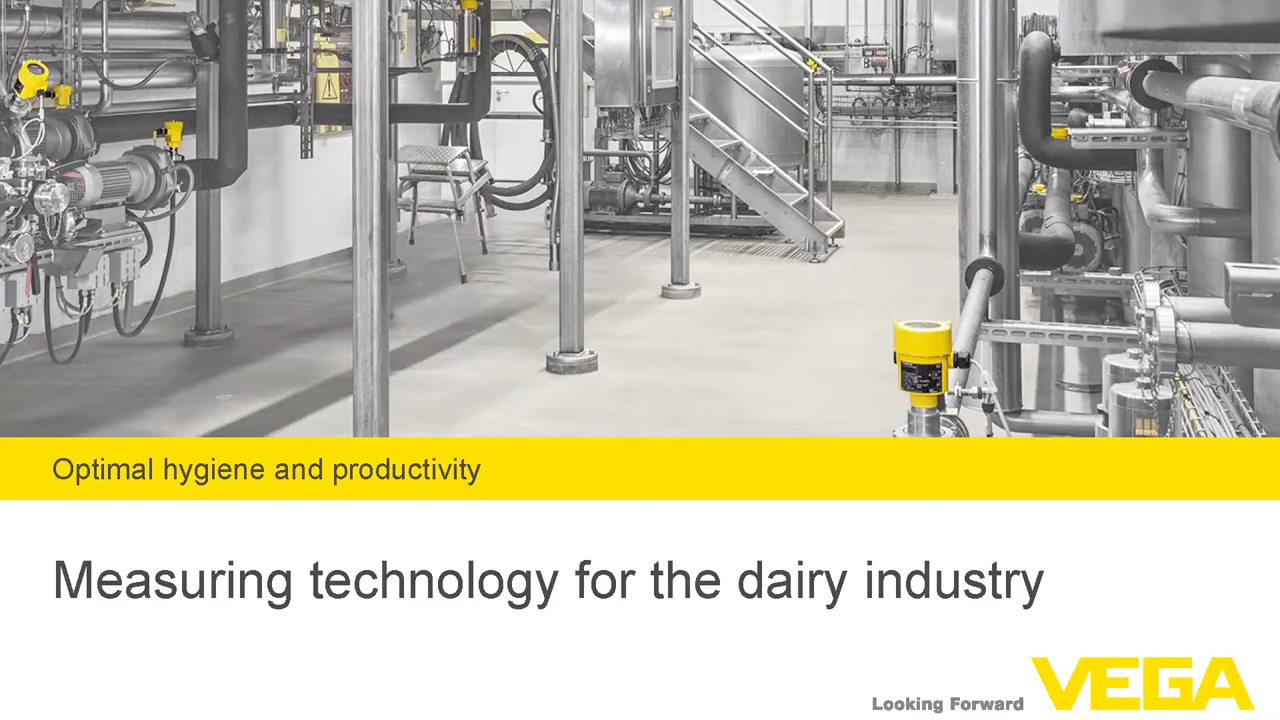 Optimal hygiene and productivity
Measuring technology for the dairy industry
Looking Forward
VEGA